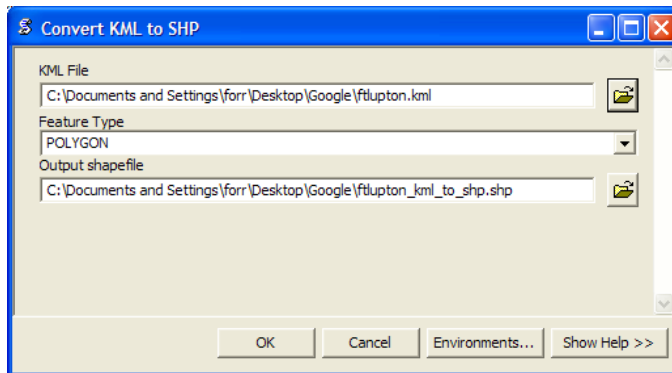 Convert KML to SHP
KML File
C:\Documents and Settings\forr\Desktop\Google\ftlupton.kml
Feature Type
POLYGON
Output shapefile
C:\Documents and Settings\forr\Desktop\Google\ftlupton_kml_to_shp.shp
OK Cancel Environments... Show Help >>